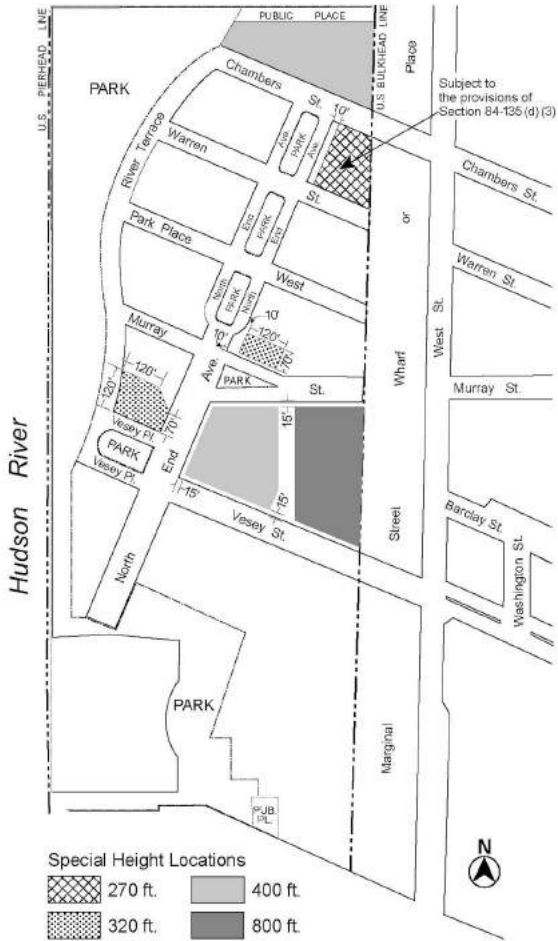 PUBLIC PLACE
U.S PIERHEAD LINE
U.S BULKHEAD LINE
Place
PARK
Chambers
St.
10'
Subject to
the provisions of
Section 84-135 (d) (3)
River Terrace
Warren
Ave.
PARK
Ave.
St.
Chambers St.
Park Place
End
PARK
End
West
or
Warren St.
West St.
North
PARK
North
10'
10'
120'
70'
Murray
Ave.
PARK
St.
Wharf
Murray St.
120'
120'
70'
Vesey Pl.
PARK
Vesey Pl.
End
15'
15'
15'
Vesey St.
Street
Barclay St.
Washington St.
Hudson River
North
PARK
Marginal
PUB.
PL.
N
Special Height Locations
270 ft.
400 ft.
320 ft.
800 ft.